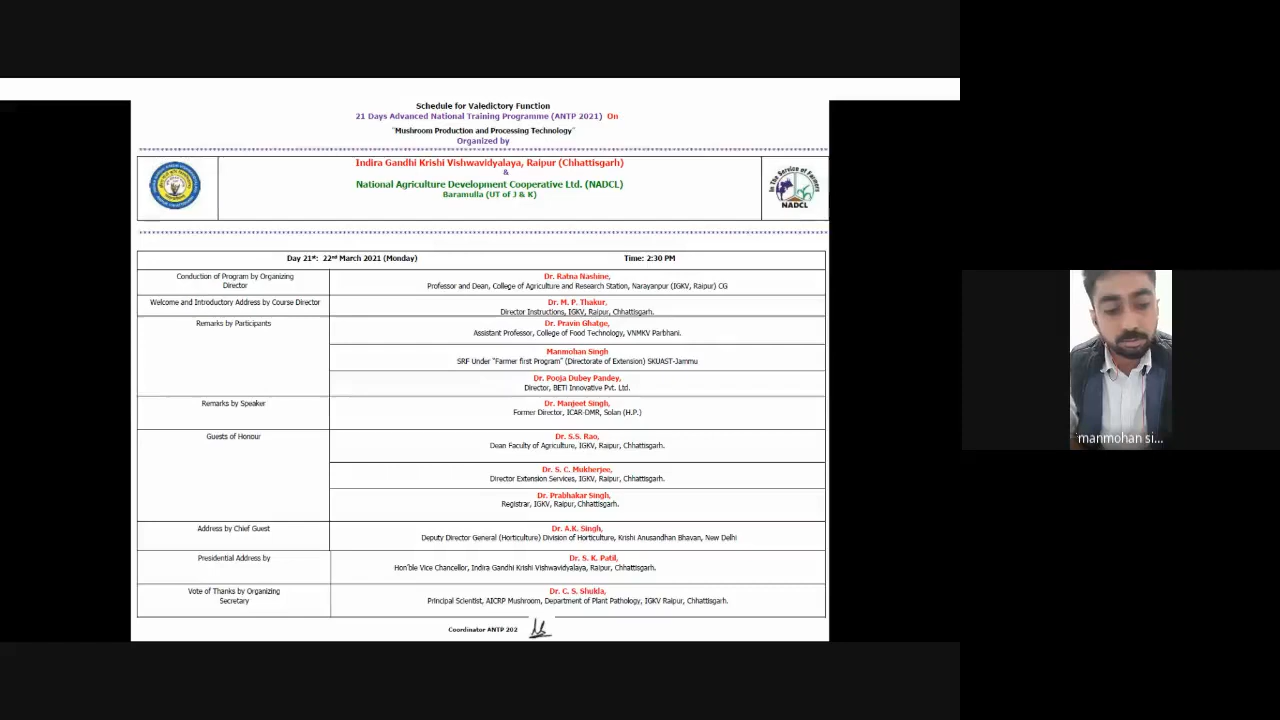 Schedule for Valedictory Function
21 Days Advanced National Training Programme (ANTP 2021) On
"Mushroom Production and Processing Technology"
Organized by
Indira Gandhi Krishi Vishwavidyalaya, Raipur (Chhattisgarh)
&
National Agriculture Development Cooperative Ltd. (NADCL)
Baramulla (UT of J & K)
In The Service of Farmers
NADCL
Day 21st: 22nd March 2021 (Monday) Time: 2:30 PM
Conduction of Program by Organizing
Director
Dr. Ratna Nashine,
Professor and Dean, College of Agriculture and Research Station, Narayanpur (IGKV, Raipur) CG
Welcome and Introductory Address by Course Director
Dr. M. P. Thakur,
Director Instructions, IGKV, Raipur, Chhattisgarh.
Remarks by Participants
Dr. Pravin Ghatge,
Assistant Professor, College of Food Technology, VNMKV Parbhani.
Manmohan Singh
SRF Under "Farmer first Program" (Directorate of Extension) SKUAST-Jammu
Dr. Pooja Dubey Pandey,
Director, BETi Innovative Pvt. Ltd.
Remarks by Speaker
Dr. Manjeet Singh,
Former Director, ICAR-DMR, Solan (H.P.)
Guests of Honour
Dr. S.S. Rao,
Dean Faculty of Agriculture, IGKV, Raipur, Chhattisgarh.
Dr. S. C. Mukherjee,
Director Extension Services, IGKV, Raipur, Chhattisgarh.
Dr. Prabhakar Singh,
Registrar, IGKV, Raipur, Chhattisgarh.
Address by Chief Guest
Dr. A.K. Singh,
Deputy Director General (Horticulture) Division of Horticulture, Krishi Anusandhan Bhavan, New Delhi
Presidential Address by
Dr. S. K. Patil,
Hon'ble Vice Chancellor, Indira Gandhi Krishi Vishwavidyalaya, Raipur, Chhattisgarh.
Vote of Thanks by Organizing
Secretary
Dr. C. S. Shukla,
Principal Scientist, AICRP Mushroom, Department of Plant Pathology, IGKV Raipur, Chhattisgarh.
Coordinator ANTP 202
manmohan si...